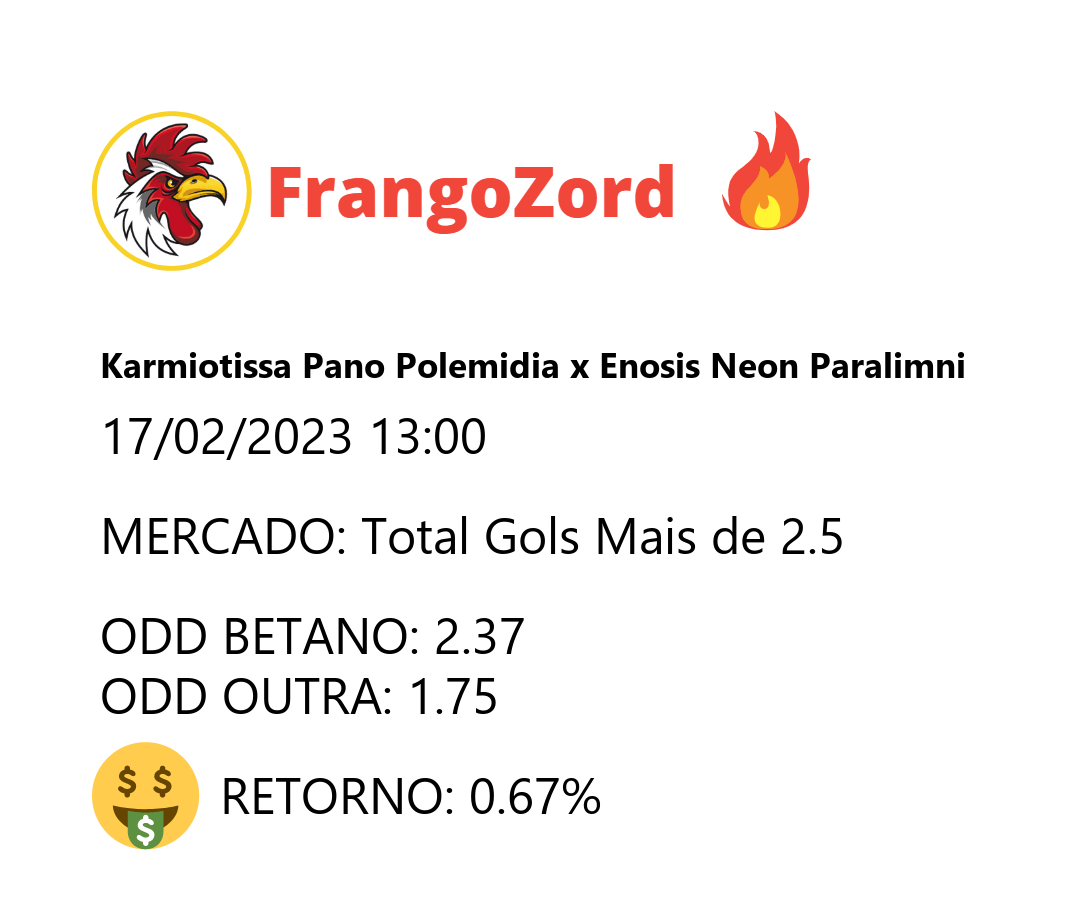 FrangoZord
Karmiotissa Pano Polemidia x Enosis Neon Paralimni
17/02/2023 13:00
MERCADO: Total Gols Mais de 2.5
ODD BETANO: 2.37
ODD OUTRA: 1.75
$ $
$
RETORNO: 0.67%